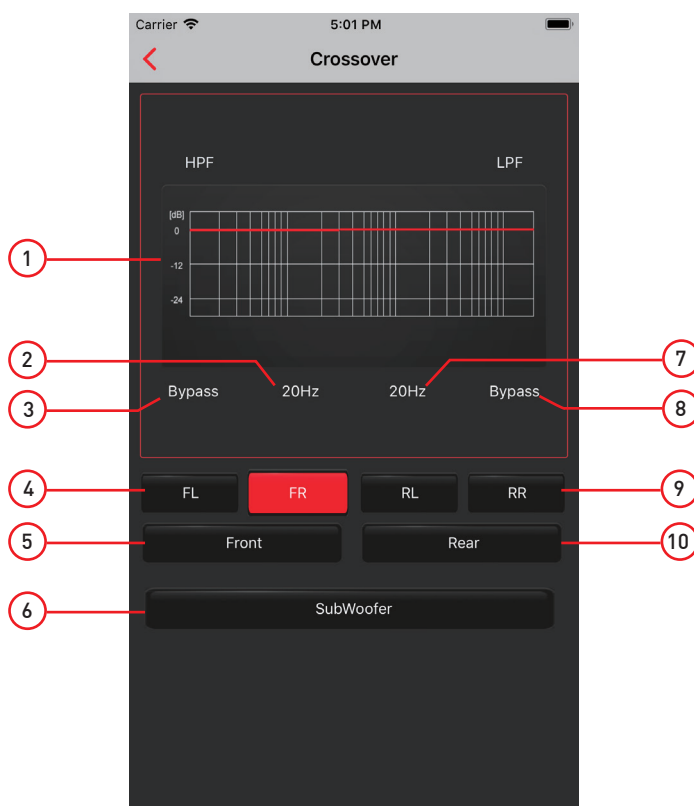 Carrier 5:01 PM
Crossover
HPF LPF
[dB]
0
1
-12
-24
2 7
Bypass 20Hz 20Hz Bypass
3 8
4 FL FR RL RR 9
5 Front Rear 10
6 SubWoofer